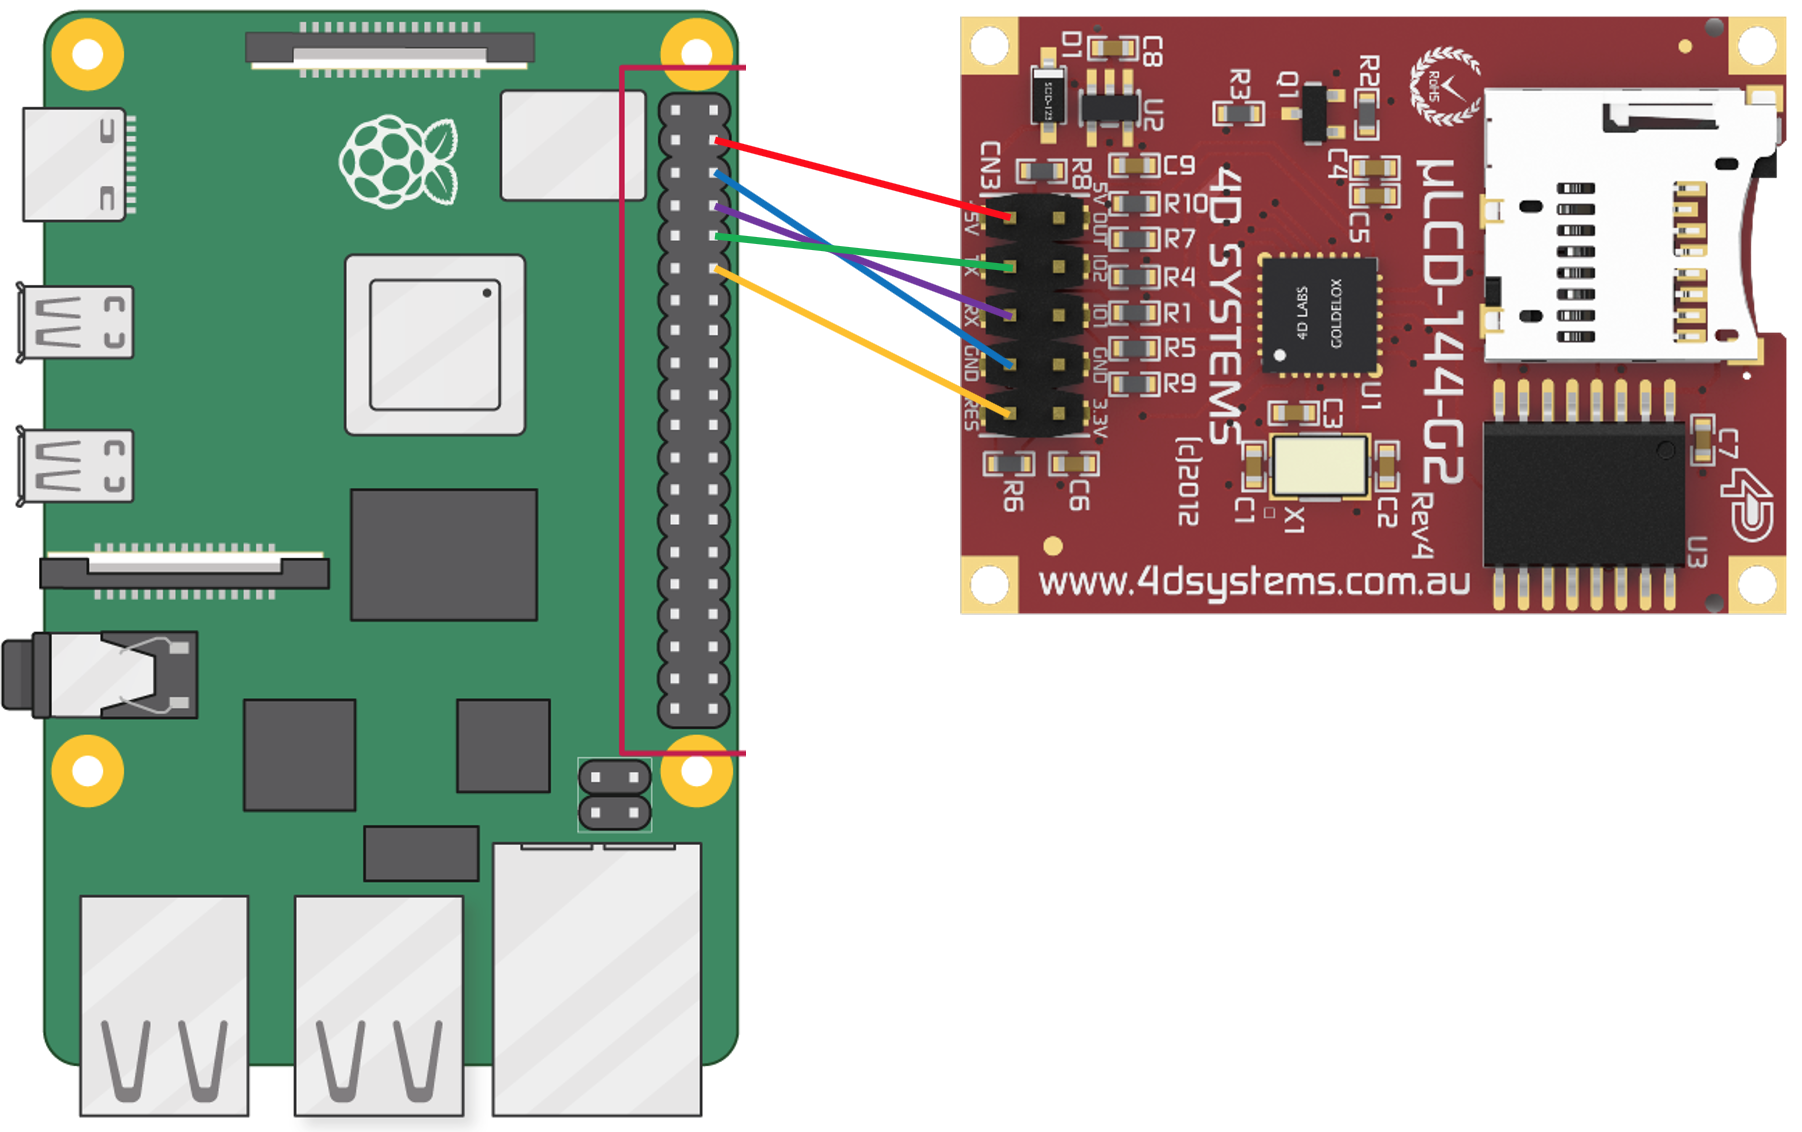 D1
C8
U2
R3
Q1
R2
RoHS
CN3
R8
C9
C4
C5
5V
5V OUT
R10
TX
IO2
R7
R4
RX
IO1
R1
GND
GND
R5
RES
3.3V
R9
4D SYSTEMS
4D LABS
GOLDELOX
U1
µLCD-144-G2
Rev4
R6
C6
(c)2012
C3
C1
X1
C2
C7
4D
U3
www.4dsystems.com.au